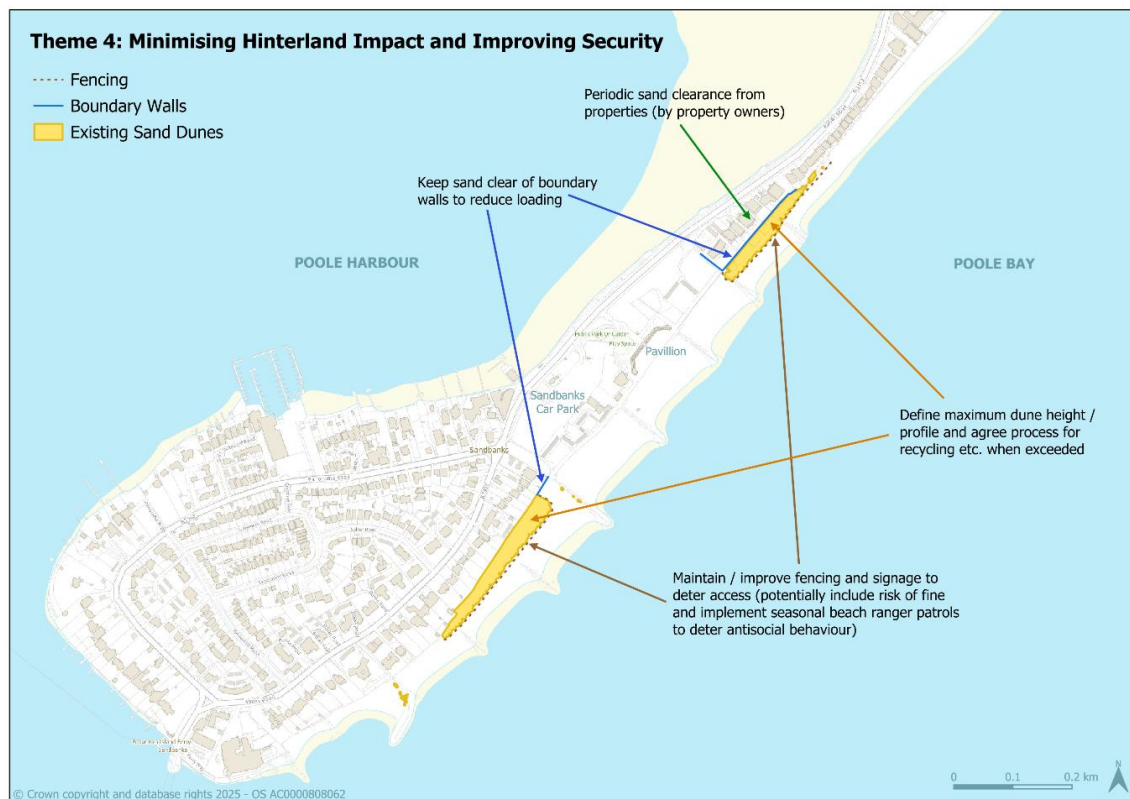 Theme 4: Minimising Hinterland Impact and Improving Security
Fencing
Boundary Walls
Existing Sand Dunes
Periodic sand clearance from
properties (by property owners)
Keep sand clear of boundary
walls to reduce loading
POOLE HARBOUR
POOLE BAY
Pavillion
Sandbanks
Car Park
Sandbanks
Define maximum dune height /
profile and agree process for
recycling etc. when exceeded
Maintain / improve fencing and signage to
deter access (potentially include risk of fine
and implement seasonal beach ranger patrols
to deter antisocial behaviour)
Sandbanks
0 0.1 0.2 km
N
© Crown copyright and database rights 2025 - OS AC0000808062